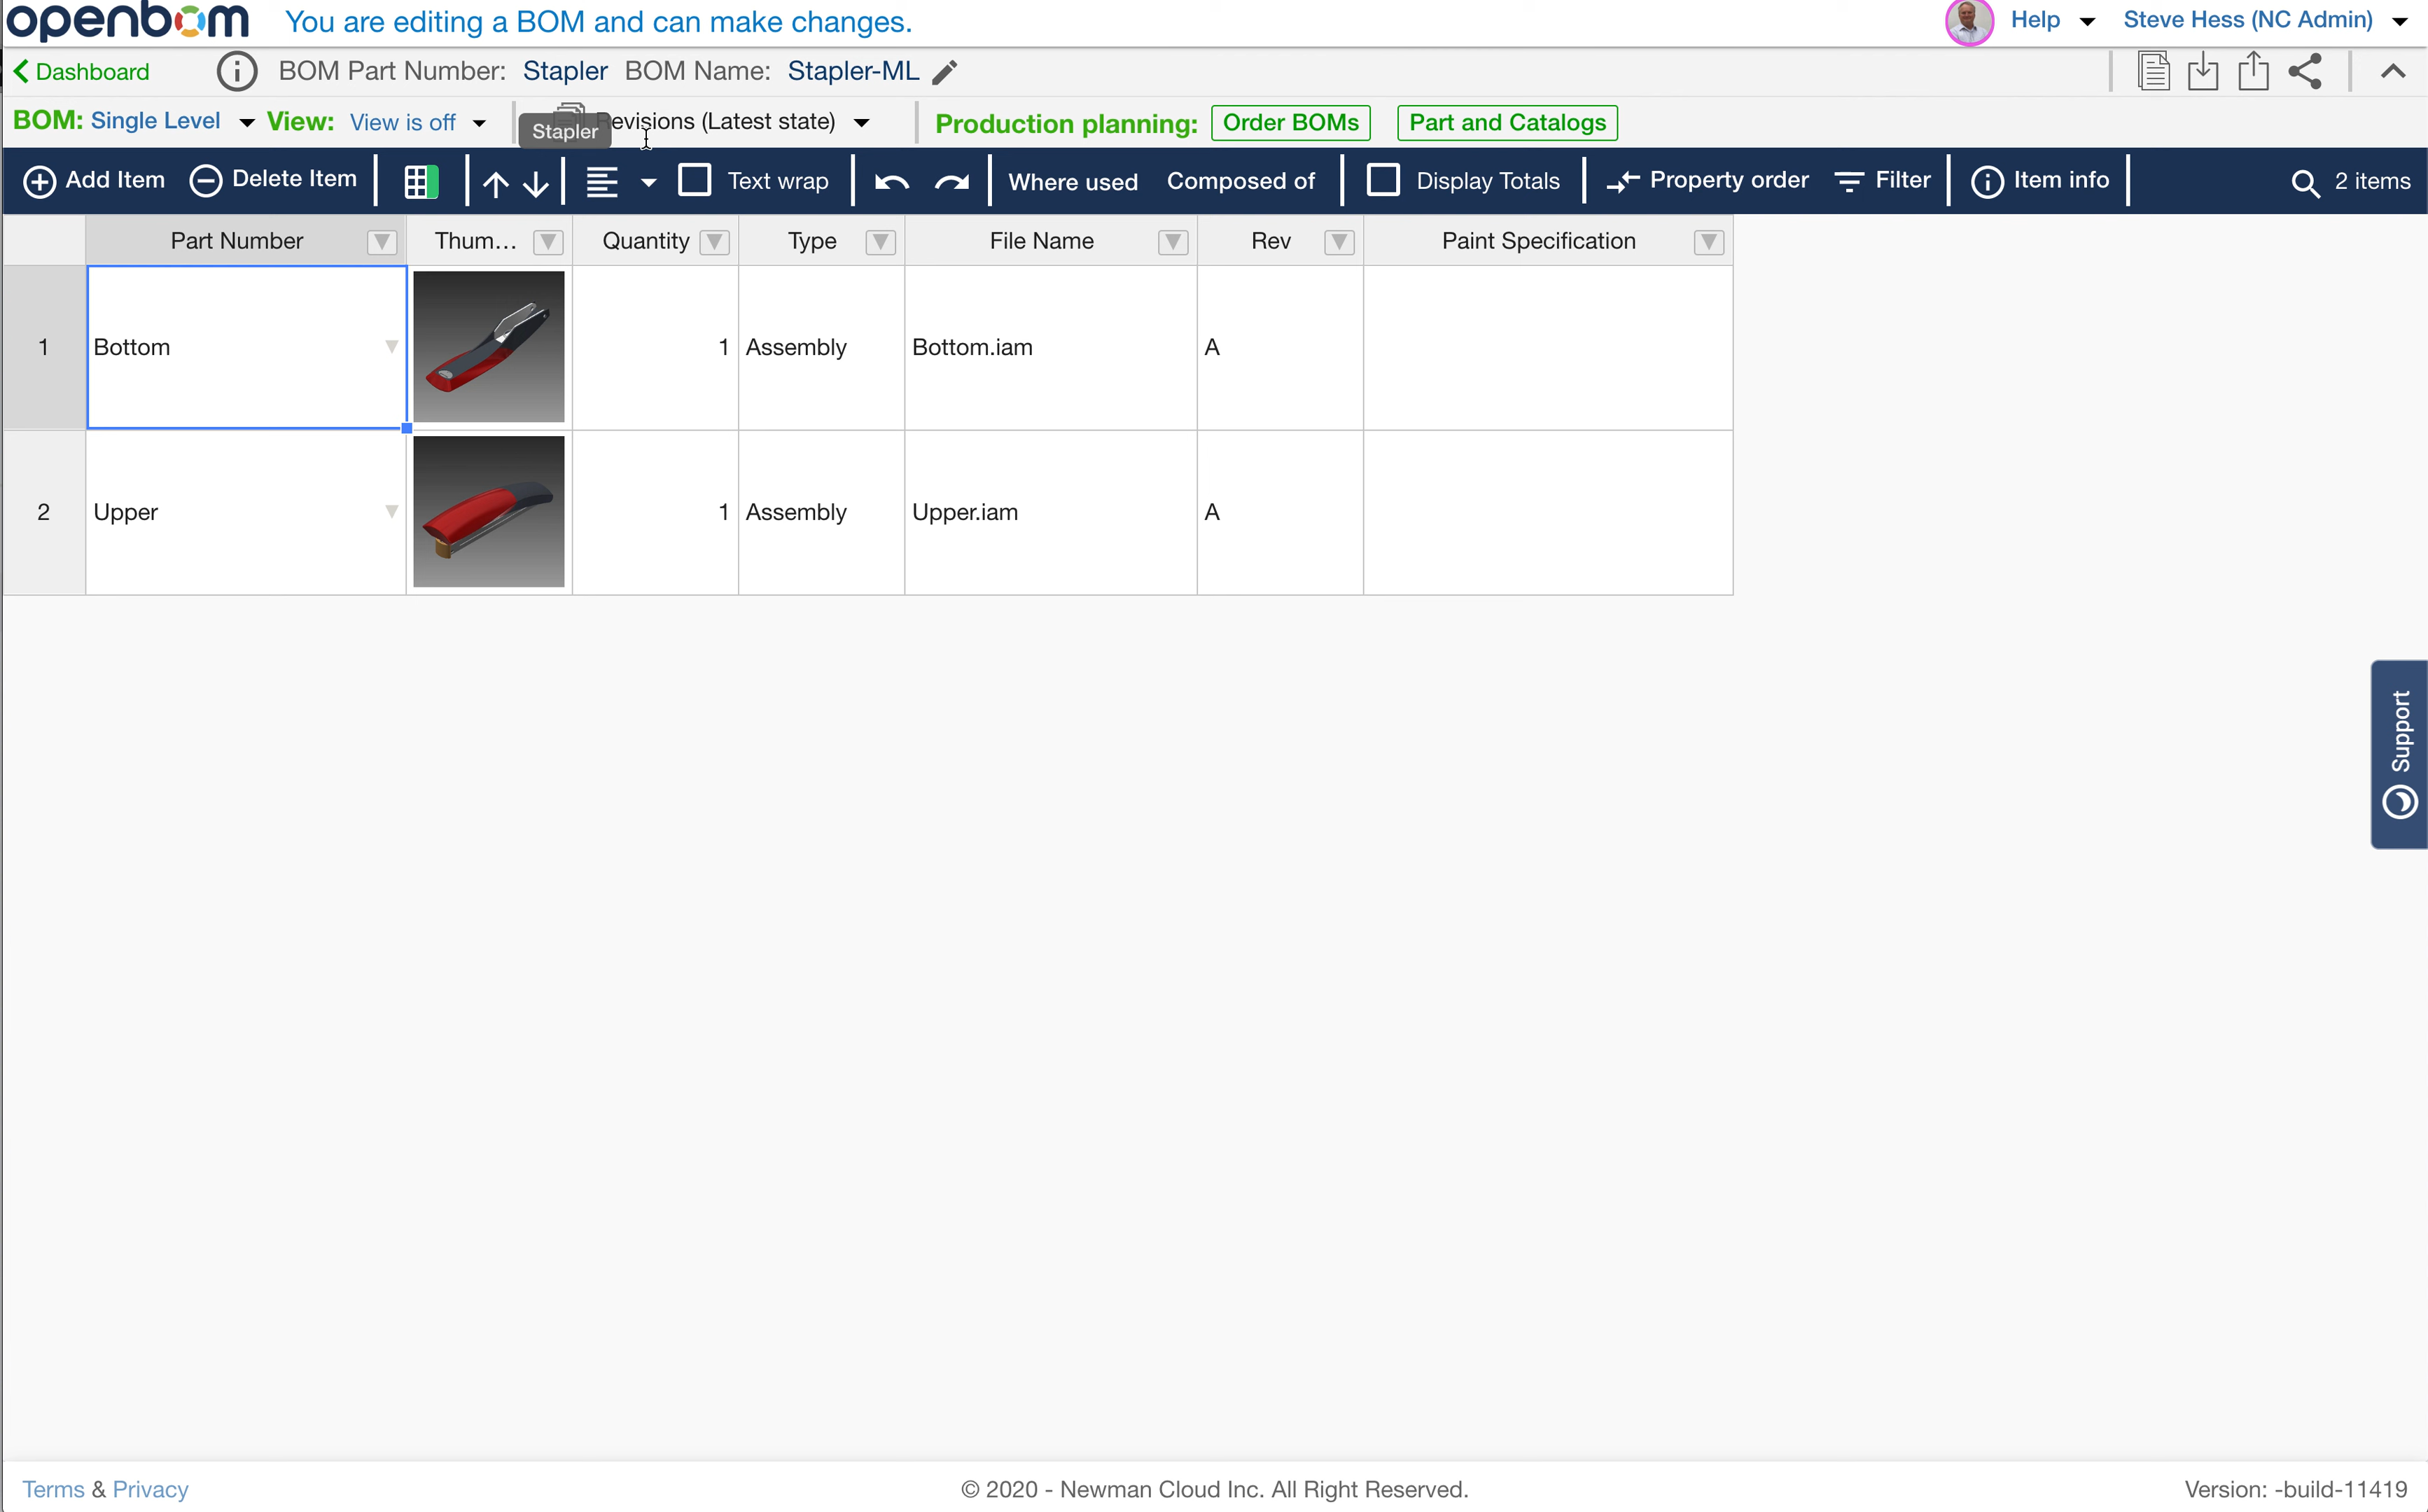 openbom You are editing a BOM and can make changes. Help Steve Hess (NC Admin)
Dashboard BOM Part Number: Stapler BOM Name: Stapler-ML
BOM: Single Level View: View is off Stapler evisions (Latest state) Production planning: Order BOMs Part and Catalogs
Add Item Delete Item Text wrap Where used Composed of Display Totals Property order Filter Item info 2 items
Part Number Thum... Quantity Type File Name Rev Paint Specification
1 Bottom 1 Assembly Bottom.iam A
2 Upper 1 Assembly Upper.iam A
Support
Terms & Privacy © 2020 - Newman Cloud Inc. All Right Reserved. Version: -build-11419